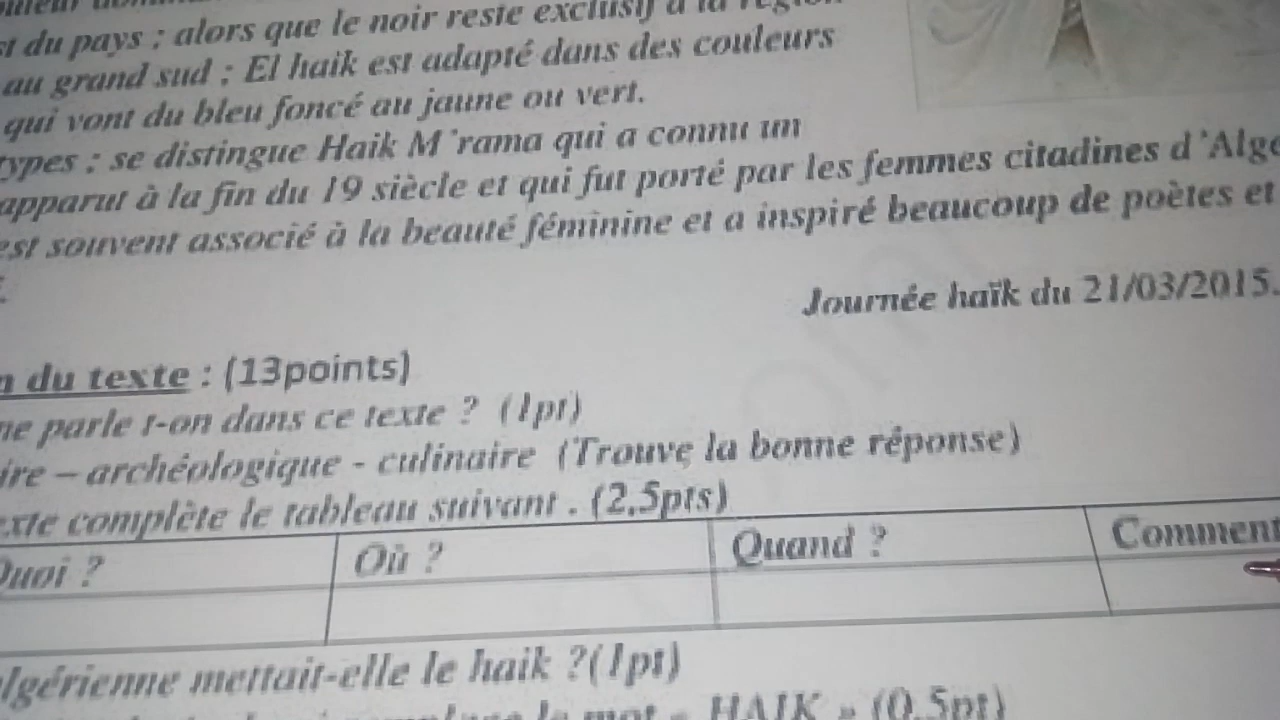 st du pays ; alors que le noir reste exclusif à la région
au grand sud ; El haik est adapté dans des couleurs
qui vont du bleu foncé au jaune ou vert.
types : se distingue Haik M'rama qui a connu un
apparut à la fin du 19 siècle et qui fut porté par les femmes citadines d'Alge
est souvent associé à la beauté féminine et a inspiré beaucoup de poètes et
Journée haïk du 21/03/2015.
n du texte : (13points)
ne parle t-on dans ce texte ? (1pt)
ire – archéologique - culinaire (Trouve la bonne réponse)
exte complète le tableau suivant . (2,5pts)
Quoi ? Où ? Quand ? Comment
lgérienne mettait-elle le haik ?(1pt)
le mot « HAIK » (0,5pt)